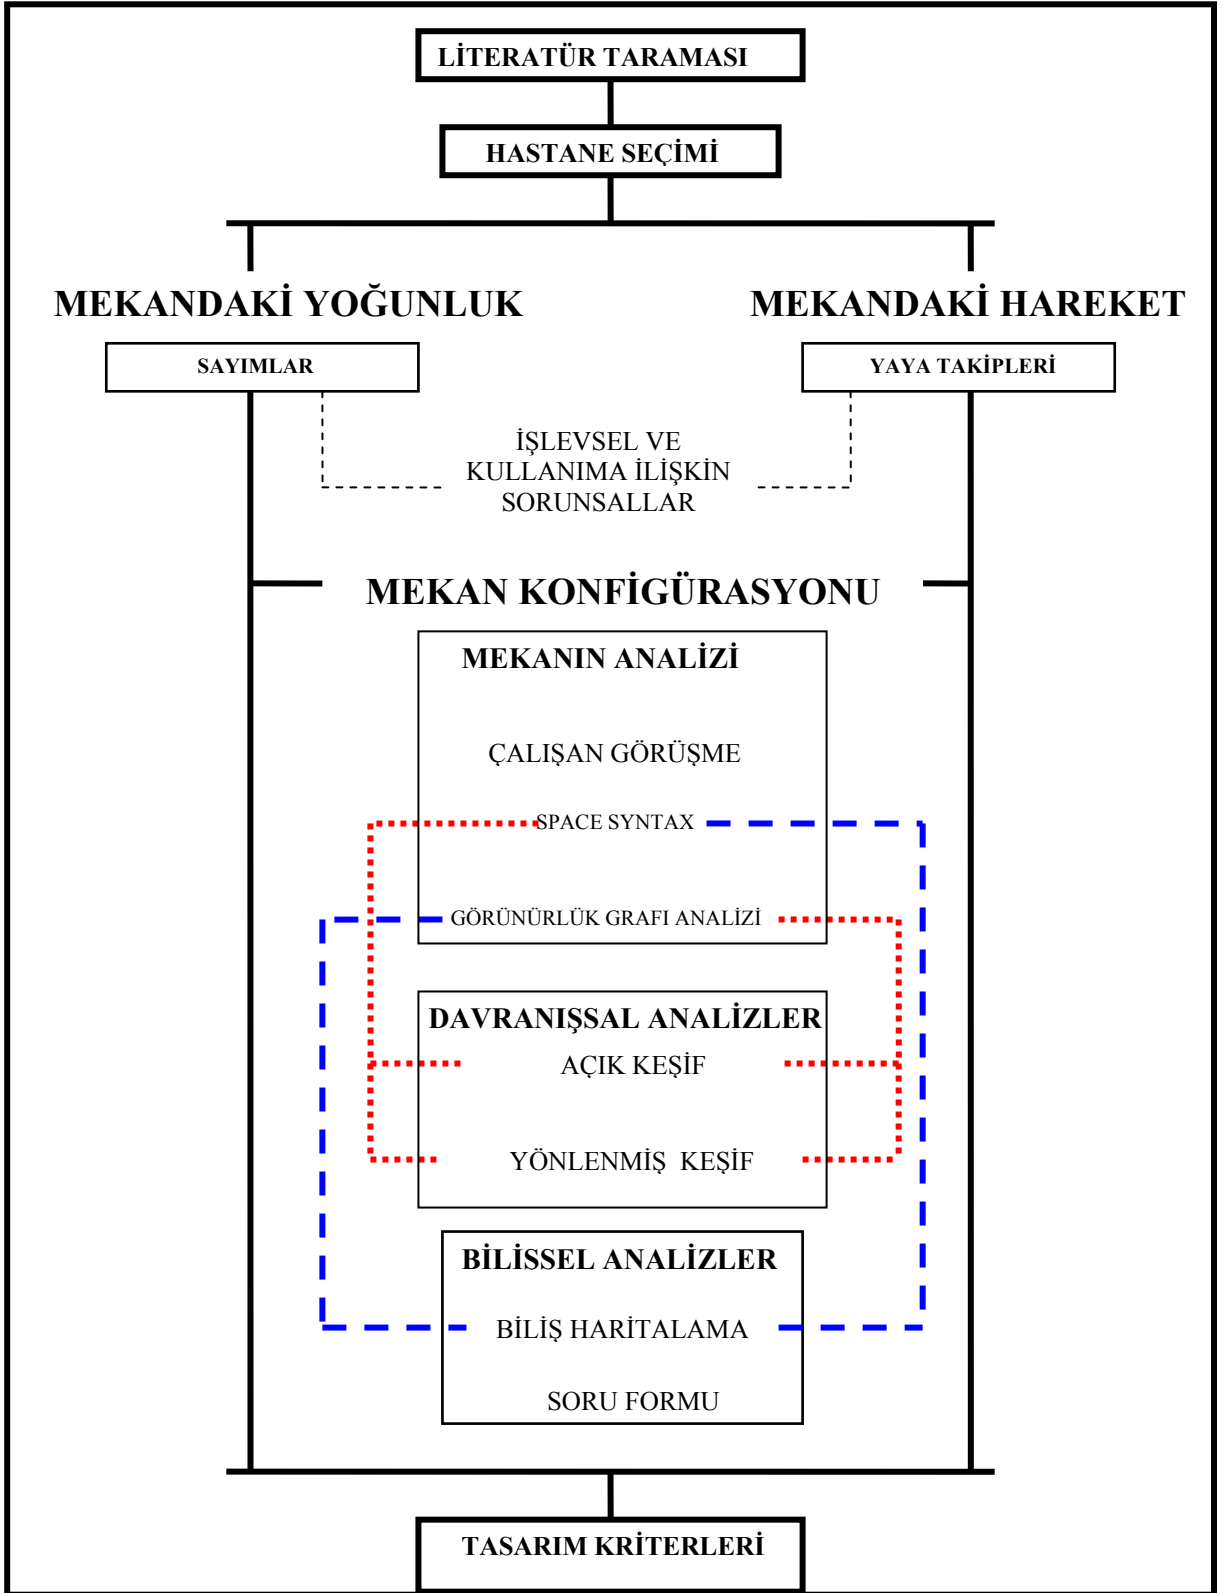 LİTERATÜR TARAMASI
HASTANE SEÇİMİ
MEKANDAKİ YOĞUNLUK
MEKANDAKİ HAREKET
SAYIMLAR
YAYA TAKİPLERİ
İŞLEVSEL VE
KULLANIMA İLİŞKİN
SORUNSALLAR
MEKAN KONFİGÜRASYONU
MEKANIN ANALİZİ
ÇALIŞAN GÖRÜŞME
SPACE SYNTAX
GÖRÜNÜRLÜK GRAFI ANALİZİ
DAVRANIŞSAL ANALİZLER
AÇIK KEŞİF
YÖNLENMİŞ KEŞİF
BİLİSSEL ANALİZLER
BİLİŞ HARİTALAMA
SORU FORMU
TASARIM KRİTERLERİ